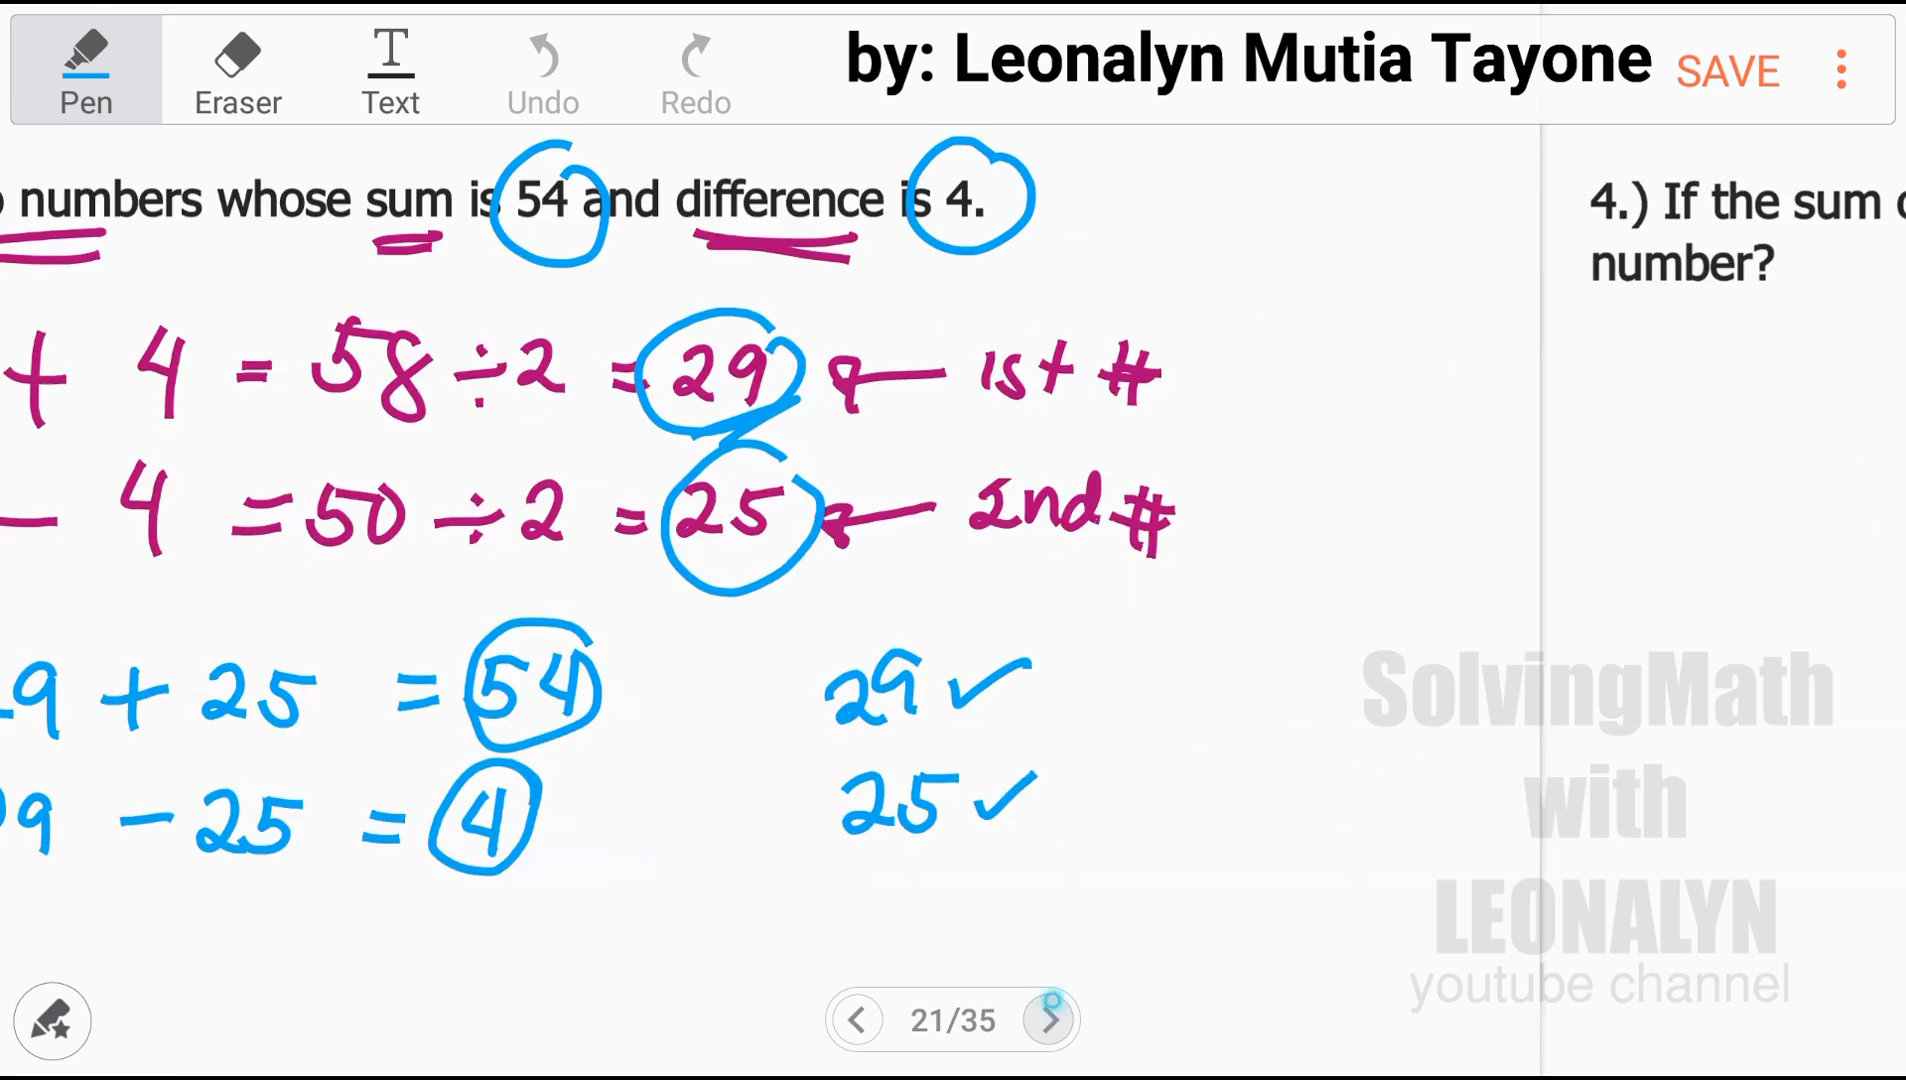 Pen Eraser Text Undo Redo by: Leonalyn Mutia Tayone SAVE
numbers whose sum is 54 and difference is 4.
+ 4 = 58 ÷ 2 = 29 ← 1st #
− 4 = 50 ÷ 2 = 25 ← 2nd #
9 + 25 = 54
9 − 25 = 4
29 ✓
25 ✓
4.) If the sum
number?
SolvingMath
with
LEONALYN
youtube channel
21/35